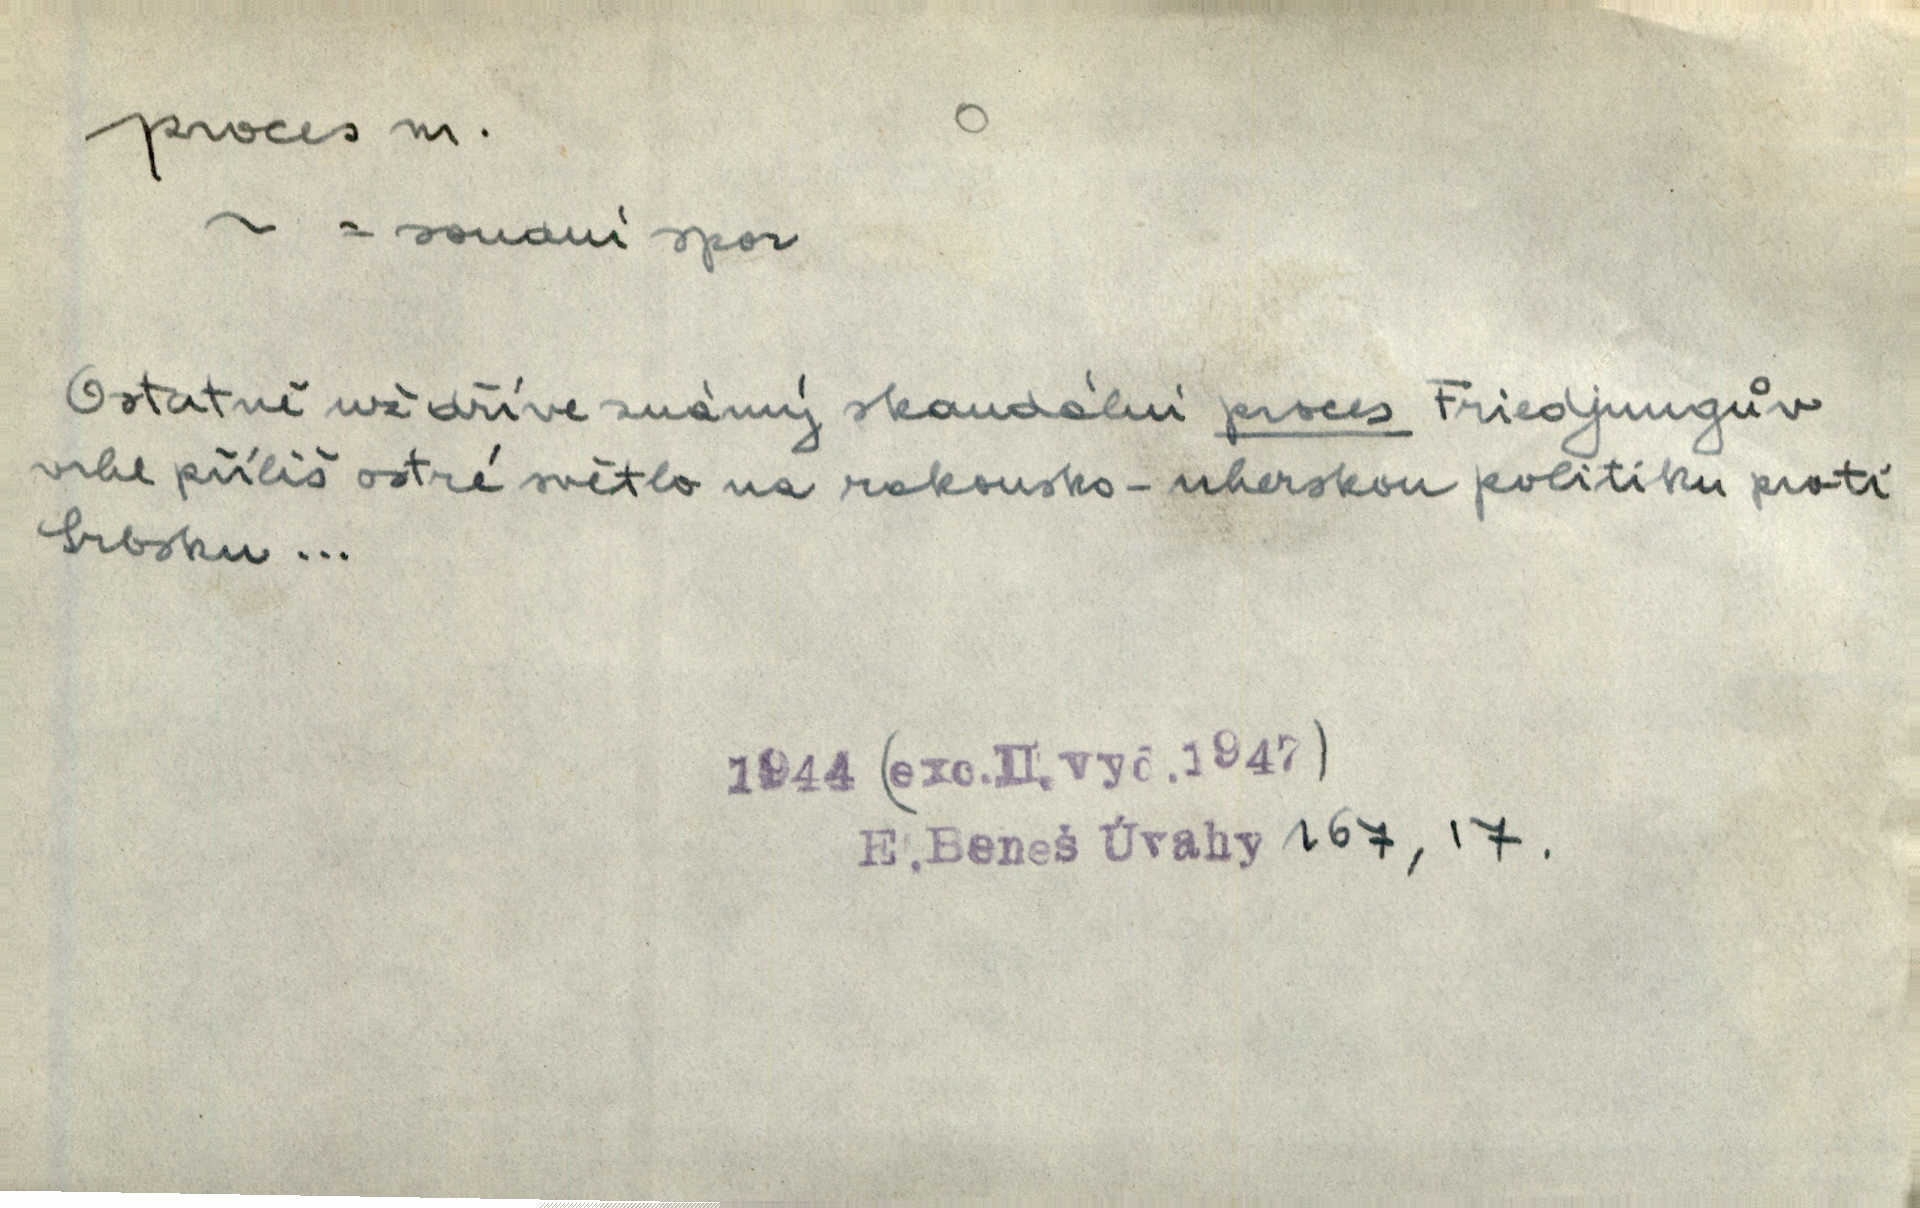 proces m.
~ = soudní spor
Ostatně už dříve známý skandální proces Friedjungův
vrhl příliš ostré světlo na rakousko-uherskou politiku proti
Srbsku ...
1944 (exc. II. vyd. 1947)
E. Beneš Úvahy 167, 17.